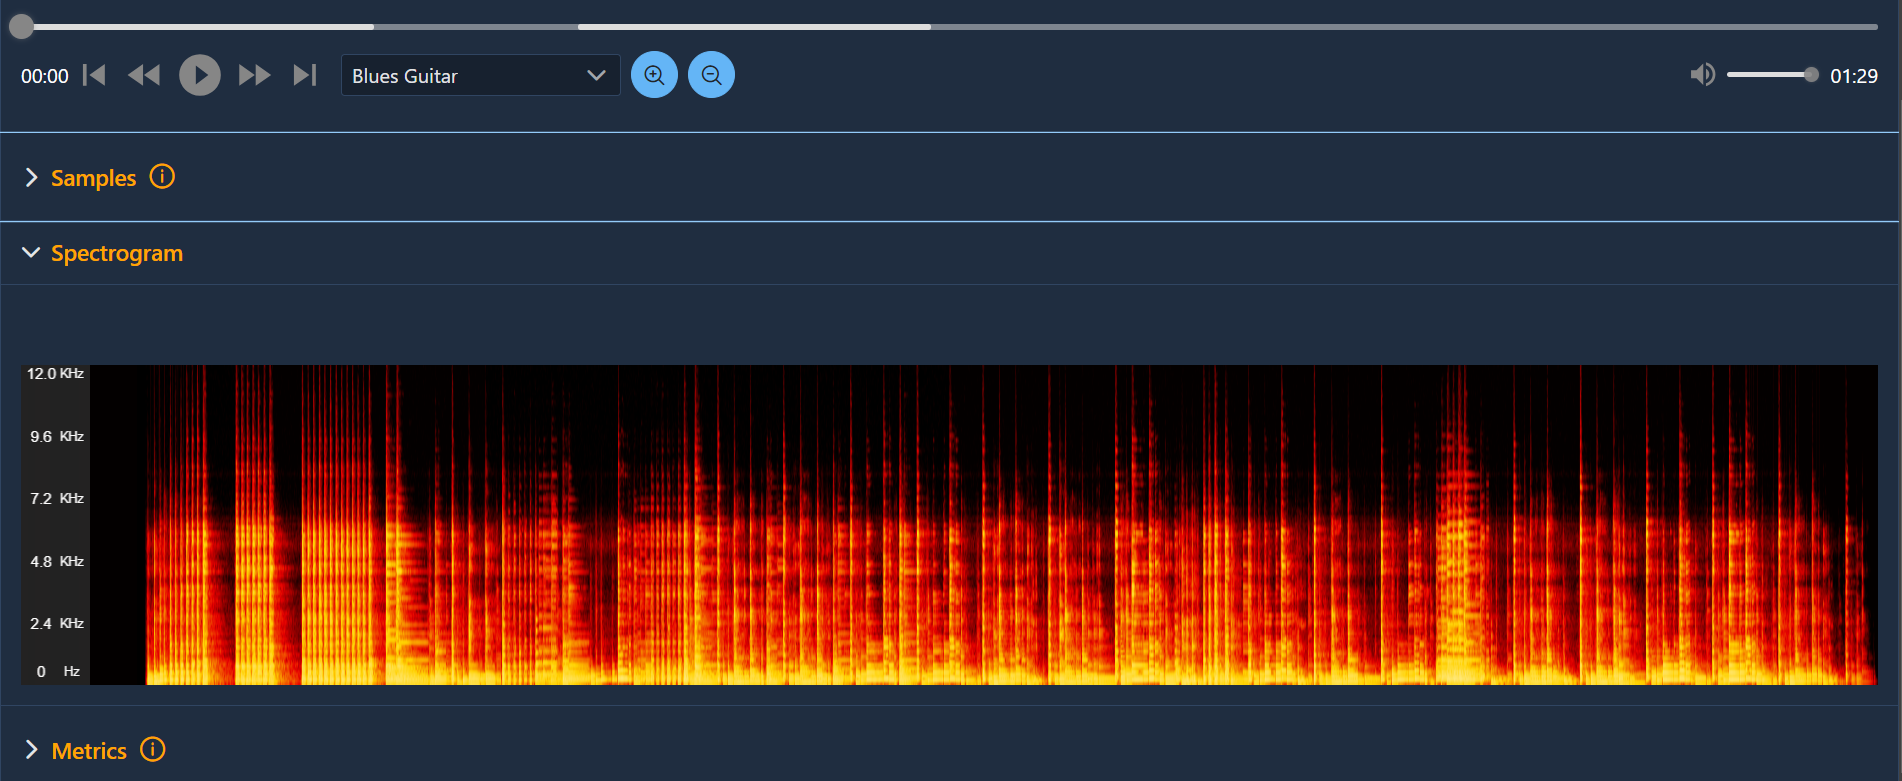 00:00 Blues Guitar 01:29
Samples
Spectrogram
12.0 KHz
9.6 KHz
7.2 KHz
4.8 KHz
2.4 KHz
0 Hz
Metrics